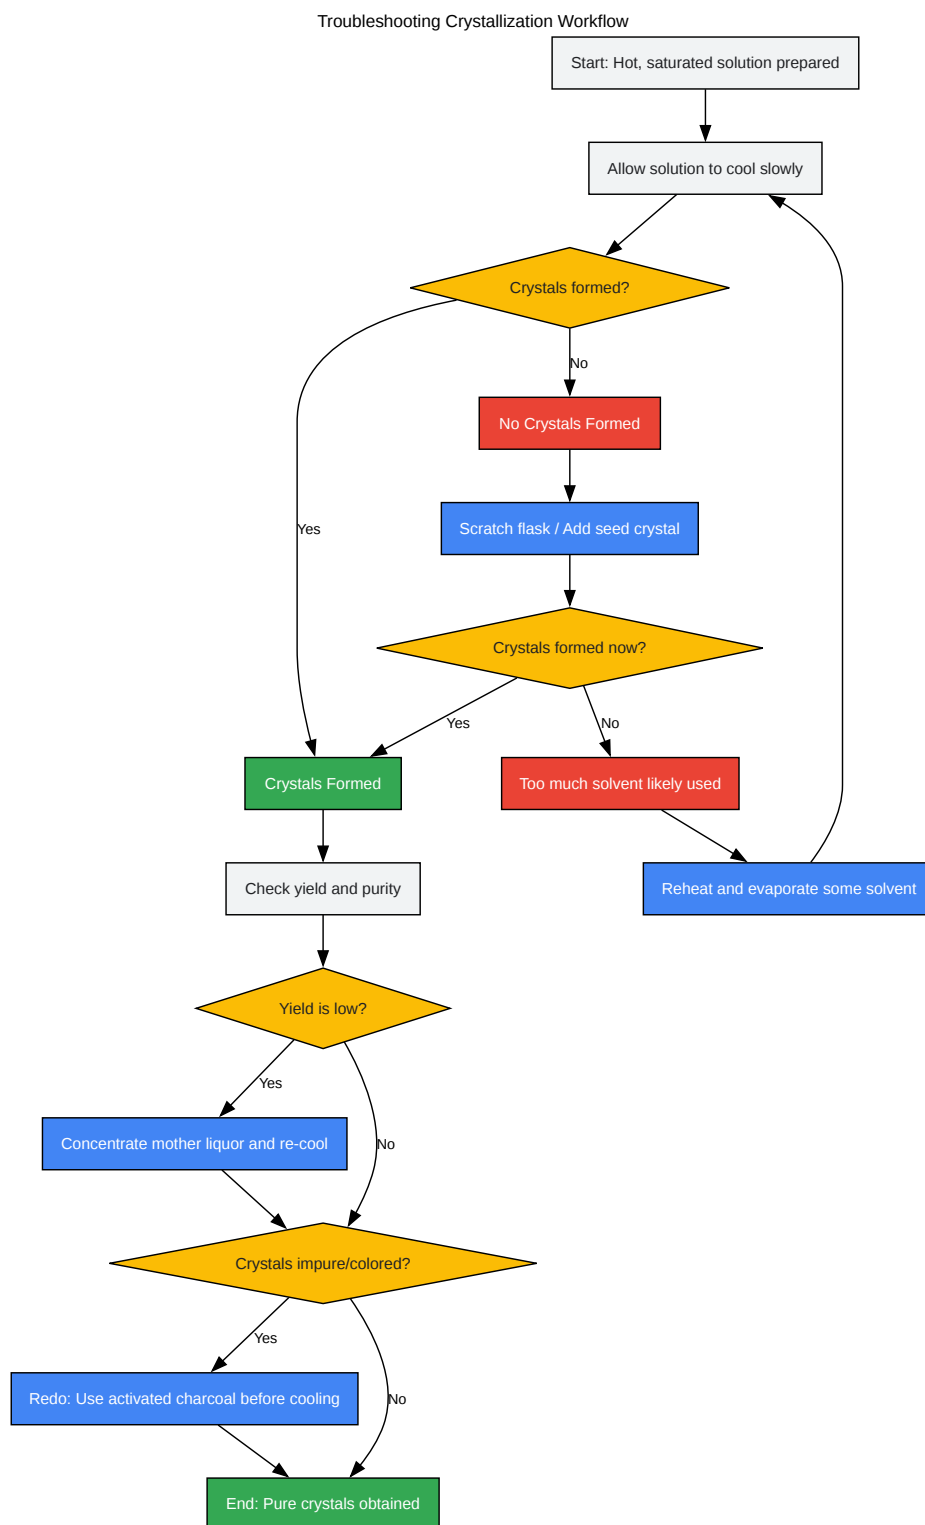 Troubleshooting Crystallization Workflow
Start: Hot, saturated solution prepared
Allow solution to cool slowly
Crystals formed?
No
No Crystals Formed
Yes
Scratch flask / Add seed crystal
Crystals formed now?
Yes
No
Crystals Formed
Too much solvent likely used
Check yield and purity
Reheat and evaporate some solvent
Yield is low?
Yes
Concentrate mother liquor and re-cool
No
Crystals impure/colored?
Yes
Redo: Use activated charcoal before cooling
No
End: Pure crystals obtained